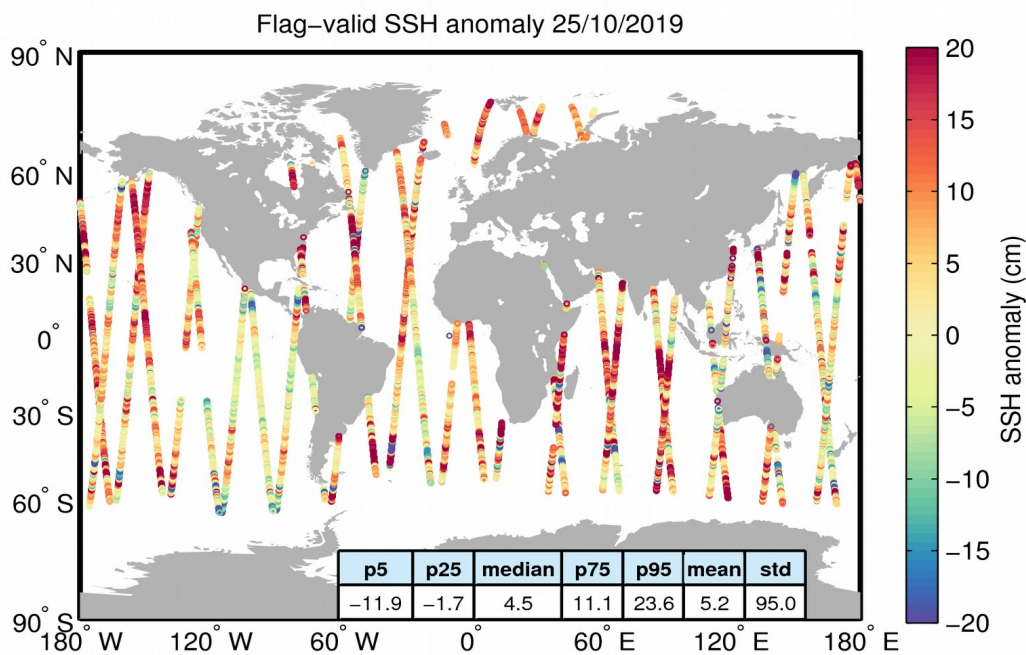 Flag−valid SSH anomaly 25/10/2019
90° N
60° N
30° N
0°
30° S
60° S
90° S
180° W 120° W 60° W 0° 60° E 120° E 180° E
p5 p25 median p75 p95 mean std
−11.9 −1.7 4.5 11.1 23.6 5.2 95.0
20
15
10
5
0
−5
−10
−15
−20
SSH anomaly (cm)